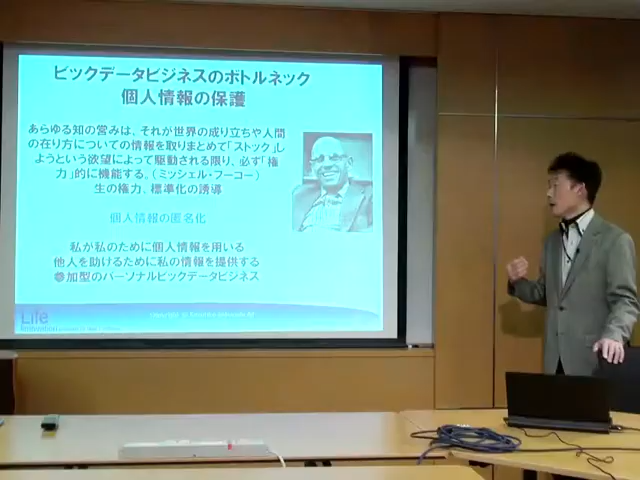 ビックデータビジネスのボトルネック
個人情報の保護
あらゆる知の営みは、それが世界の成り立ちや人間
の在り方についての情報を取りまとめて「ストック」し
ようという欲望によって駆動される限り、必ず「権
力」的に機能する。（ミッシェル・フーコー）
生の権力、標準化の誘導
個人情報の匿名化
私が私のために個人情報を用いる
他人を助けるために私の情報を提供する
参加型のパーソナルビックデータビジネス
Life